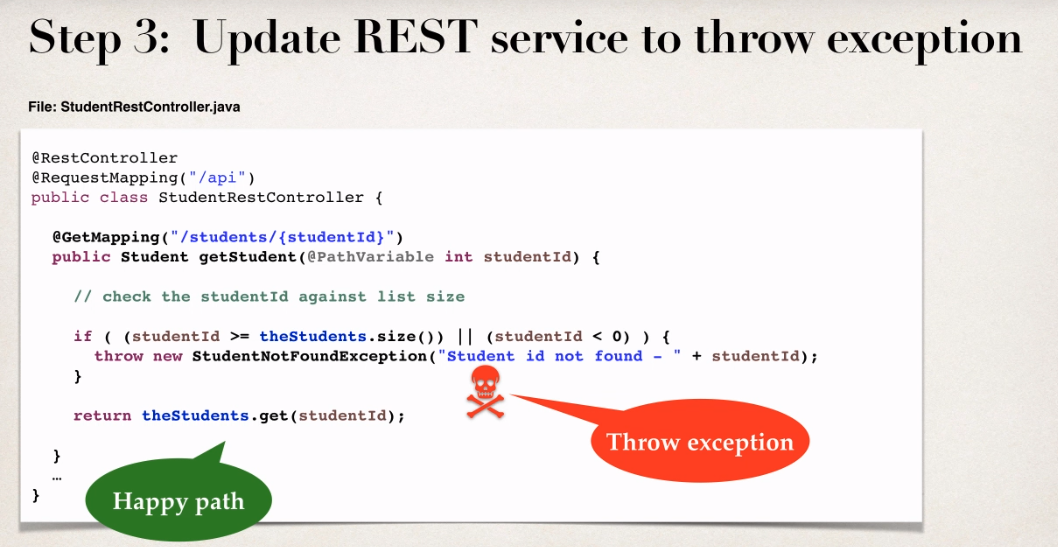 Step 3: Update REST service to throw exception
File: StudentRestController.java
@RestController
@RequestMapping("/api")
public class StudentRestController {
@GetMapping("/students/{studentId}")
public Student getStudent(@PathVariable int studentId) {
// check the studentId against list size
if ( (studentId >= theStudents.size()) || (studentId < 0) ) {
throw new StudentNotFoundException("Student id not found - " + studentId);
}
return theStudents.get(studentId);
Throw exception
}
…
Happy path
}